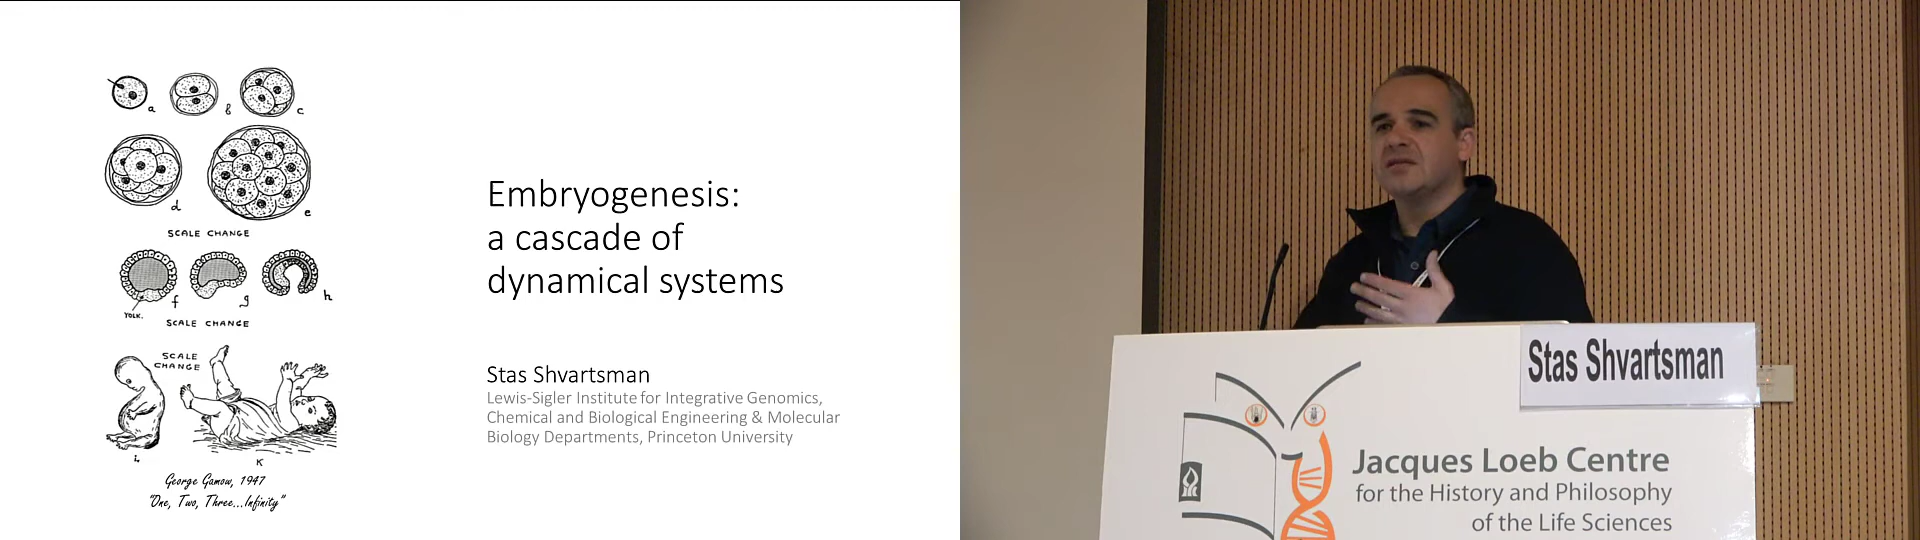 a
b
c
d
e
SCALE CHANGE
f
g
h
YOLK.
SCALE CHANGE
SCALE
CHANGE
i
K
George Gamow, 1947
"One, Two, Three...Infinity"
Embryogenesis:
a cascade of
dynamical systems
Stas Shvartsman
Lewis-Sigler Institute for Integrative Genomics,
Chemical and Biological Engineering & Molecular
Biology Departments, Princeton University
Stas Shvartsman
Jacques Loeb Centre
for the History and Philosophy
of the Life Sciences